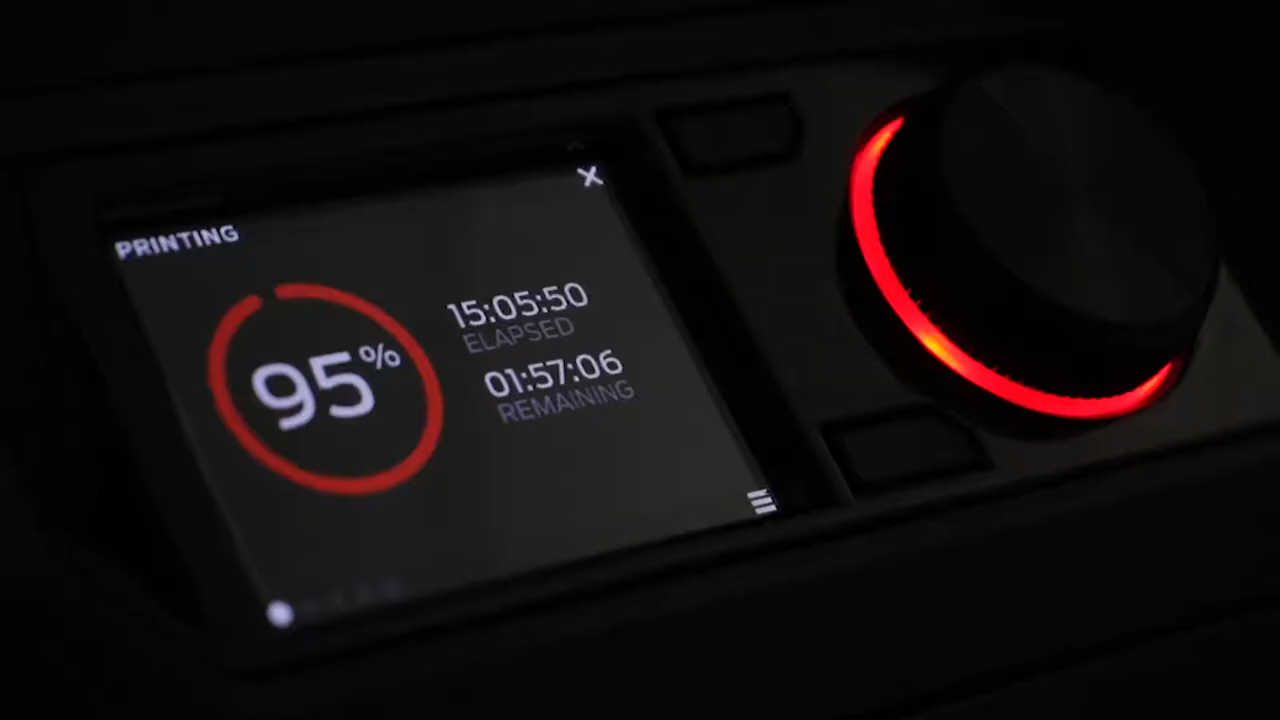 PRINTING
95%
15:05:50
ELAPSED
01:57:06
REMAINING